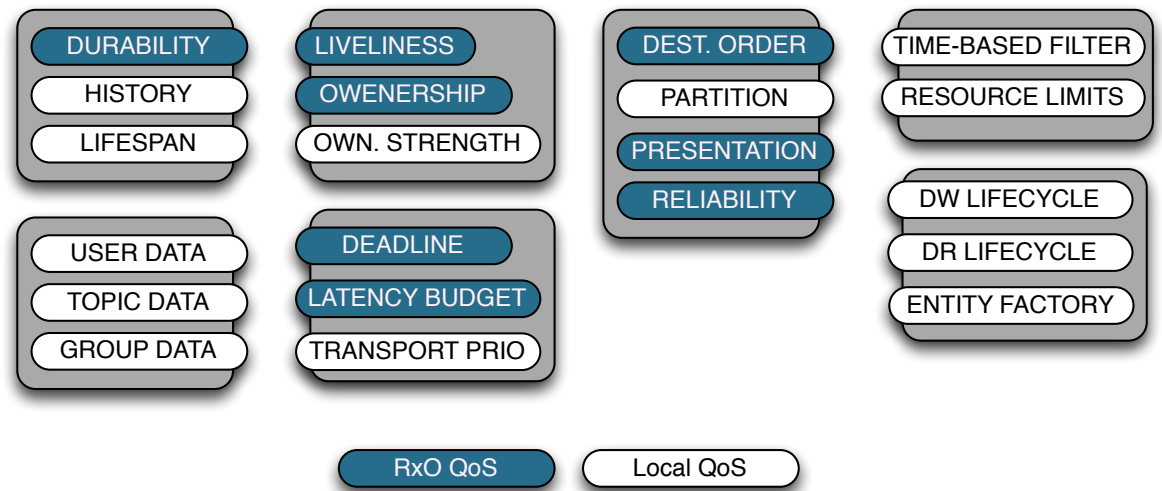 DURABILITY
HISTORY
LIFESPAN
LIVELINESS
OWENERSHIP
OWN. STRENGTH
DEST. ORDER
PARTITION
PRESENTATION
RELIABILITY
TIME-BASED FILTER
RESOURCE LIMITS
USER DATA
TOPIC DATA
GROUP DATA
DEADLINE
LATENCY BUDGET
TRANSPORT PRIO
DW LIFECYCLE
DR LIFECYCLE
ENTITY FACTORY
RxO QoS
Local QoS